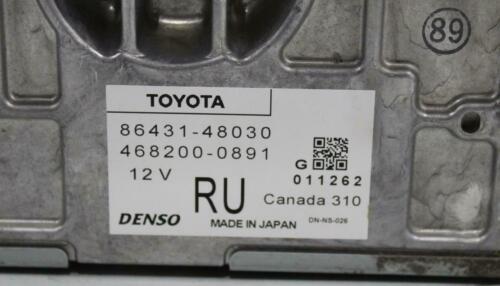 89
TOYOTA
86431-48030
468200-0891
12V
G
011262
RU
Canada 310
DENSO
MADE IN JAPAN
DN-NS-026